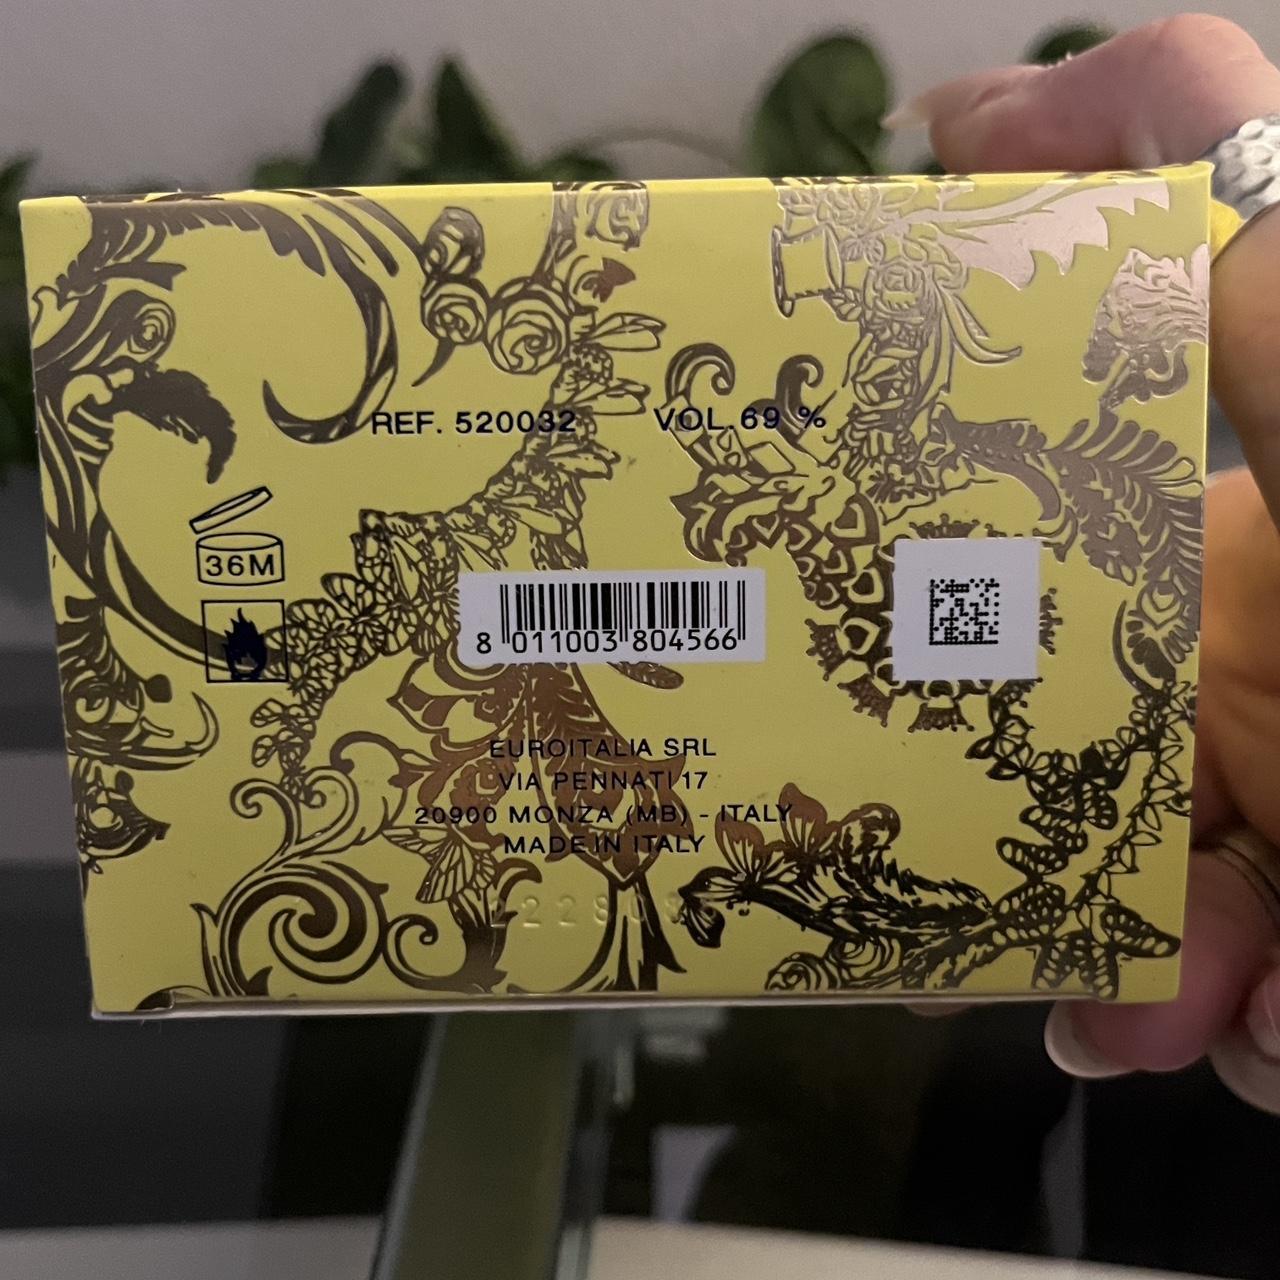 REF. 520032 VOL.69 %
36M
8 011003 804566
EUROITALIA SRL
VIA PENNATI 17
20900 MONZA (MB) - ITALY
MADE IN ITALY